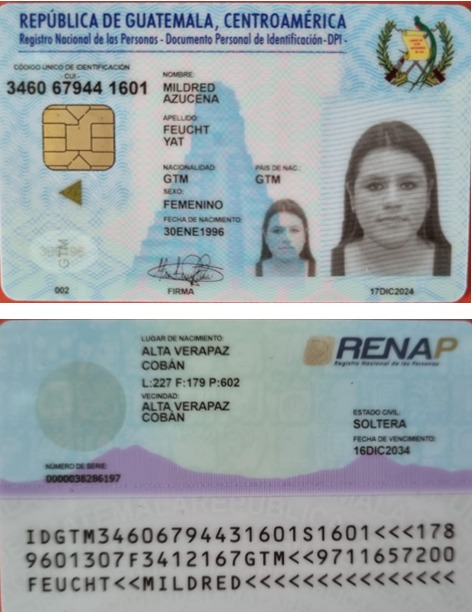 REPÚBLICA DE GUATEMALA, CENTROAMÉRICA
Registro Nacional de las Personas - Documento Personal de Identificación - DPI -
CÓDIGO ÚNICO DE IDENTIFICACIÓN
CUI
3460 67944 1601
NOMBRE:
MILDRED
AZUCENA
APELLIDO:
FEUCHT
YAT
NACIONALIDAD:
GTM
PAIS DE NAC.:
GTM
SEXO:
FEMENINO
FECHA DE NACIMIENTO:
30ENE1996
GTM
002
FIRMA
17DIC2024
LUGAR DE NACIMIENTO:
ALTA VERAPAZ
COBÁN
L:227 F:179 P:602
VECINDAD:
ALTA VERAPAZ
COBÁN
RENAP
Registro Nacional de las Personas
ESTADO CIVIL:
SOLTERA
FECHA DE VENCIMIENTO:
16DIC2034
NÚMERO DE SERIE:
0000038286197
IDGTM34606794431601S1601<<<178
9601307F3412167GTM<<9711657200
FEUCHT<<MILDRED<<<<<<<<<<<<<<<